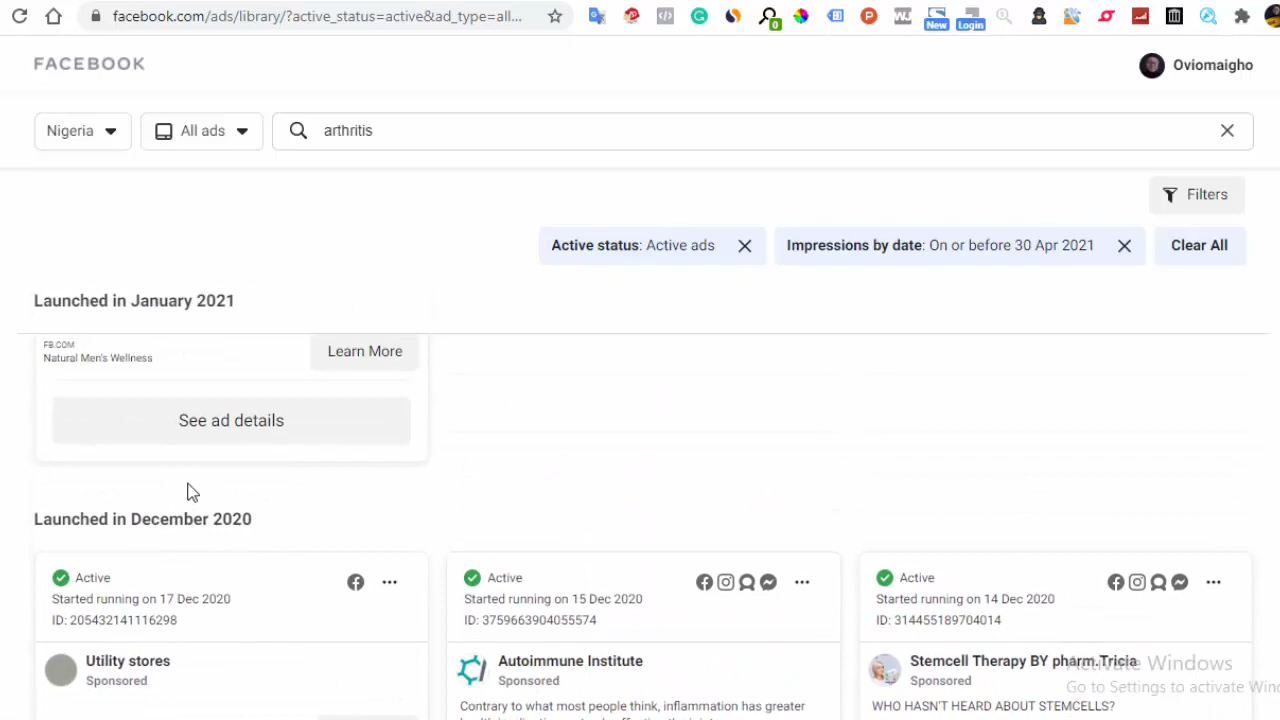 facebook.com/ads/library/?active_status=active&ad_type=all...
0
New
Login
FACEBOOK
Oviomaigho
Nigeria
All ads
arthritis
Filters
Active status: Active ads
Impressions by date: On or before 30 Apr 2021
Clear All
Launched in January 2021
FB.COM
Natural Men's Wellness
Learn More
See ad details
Launched in December 2020
Active
Started running on 17 Dec 2020
ID: 205432141116298
Utility stores
Sponsored
Active
Started running on 15 Dec 2020
ID: 3759663904055574
Autoimmune Institute
Sponsored
Contrary to what most people think, inflammation has greater
Active
Started running on 14 Dec 2020
ID: 314455189704014
Stemcell Therapy BY pharm.Tricia
Sponsored
WHO HASN'T HEARD ABOUT STEMCELLS?
Activate Windows
Go to Settings to activate Win